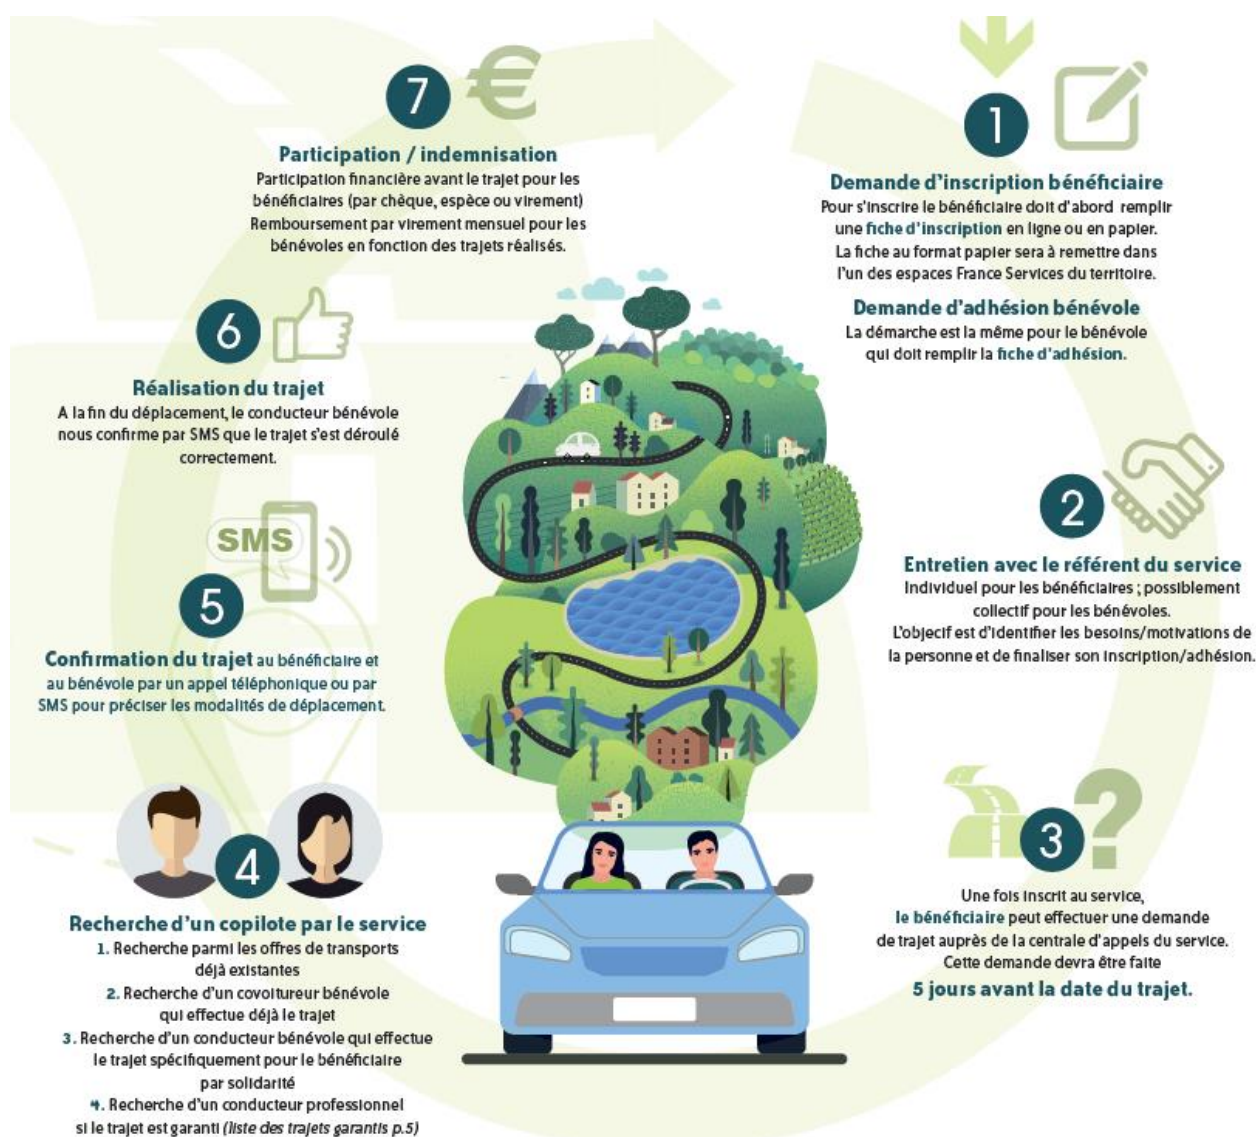 1
Demande d'inscription bénéficiaire
Pour s'inscrire le bénéficiaire doit d'abord remplir
une fiche d'inscription en ligne ou en papier.
La fiche au format papier sera à remettre dans
l'un des espaces France Services du territoire.
Demande d'adhésion bénévole
La démarche est la même pour le bénévole
qui doit remplir la fiche d'adhésion.
2
Entretien avec le référent du service
Individuel pour les bénéficiaires ; possiblement
collectif pour les bénévoles.
L'objecif est d'identifier les besoins/motivations de
la personne et de finaliser son inscription/adhésion.
3
?
Une fois inscrit au service,
le bénéficiaire peut effectuer une demande
de trajet auprès de la centrale d'appels du service.
Cette demande devra être faite
5 jours avant la date du trajet.
4
Recherche d'un copilote par le service
1. Recherche parmi les offres de transports
déjà existantes
2. Recherche d'un covoitureur bénévole
qui effectue déjà le trajet
3. Recherche d'un conducteur bénévole qui effectue
le trajet spécifiquement pour le bénéficiaire
par solidarité
4. Recherche d'un conducteur professionnel
si le trajet est garanti (liste des trajets garantis p.5)
SMS
5
Confirmation du trajet au bénéficiaire et
au bénévole par un appel téléphonique ou par
SMS pour préciser les modalités de déplacement.
6
Réalisation du trajet
A la fin du déplacement, le conducteur bénévole
nous confirme par SMS que le trajet s'est déroulé
correctement.
7 €
Participation / indemnisation
Participation financière avant le trajet pour les
bénéficiaires (par chèque, espèce ou virement)
Remboursement par virement mensuel pour les
bénévoles en fonction des trajets réalisés.